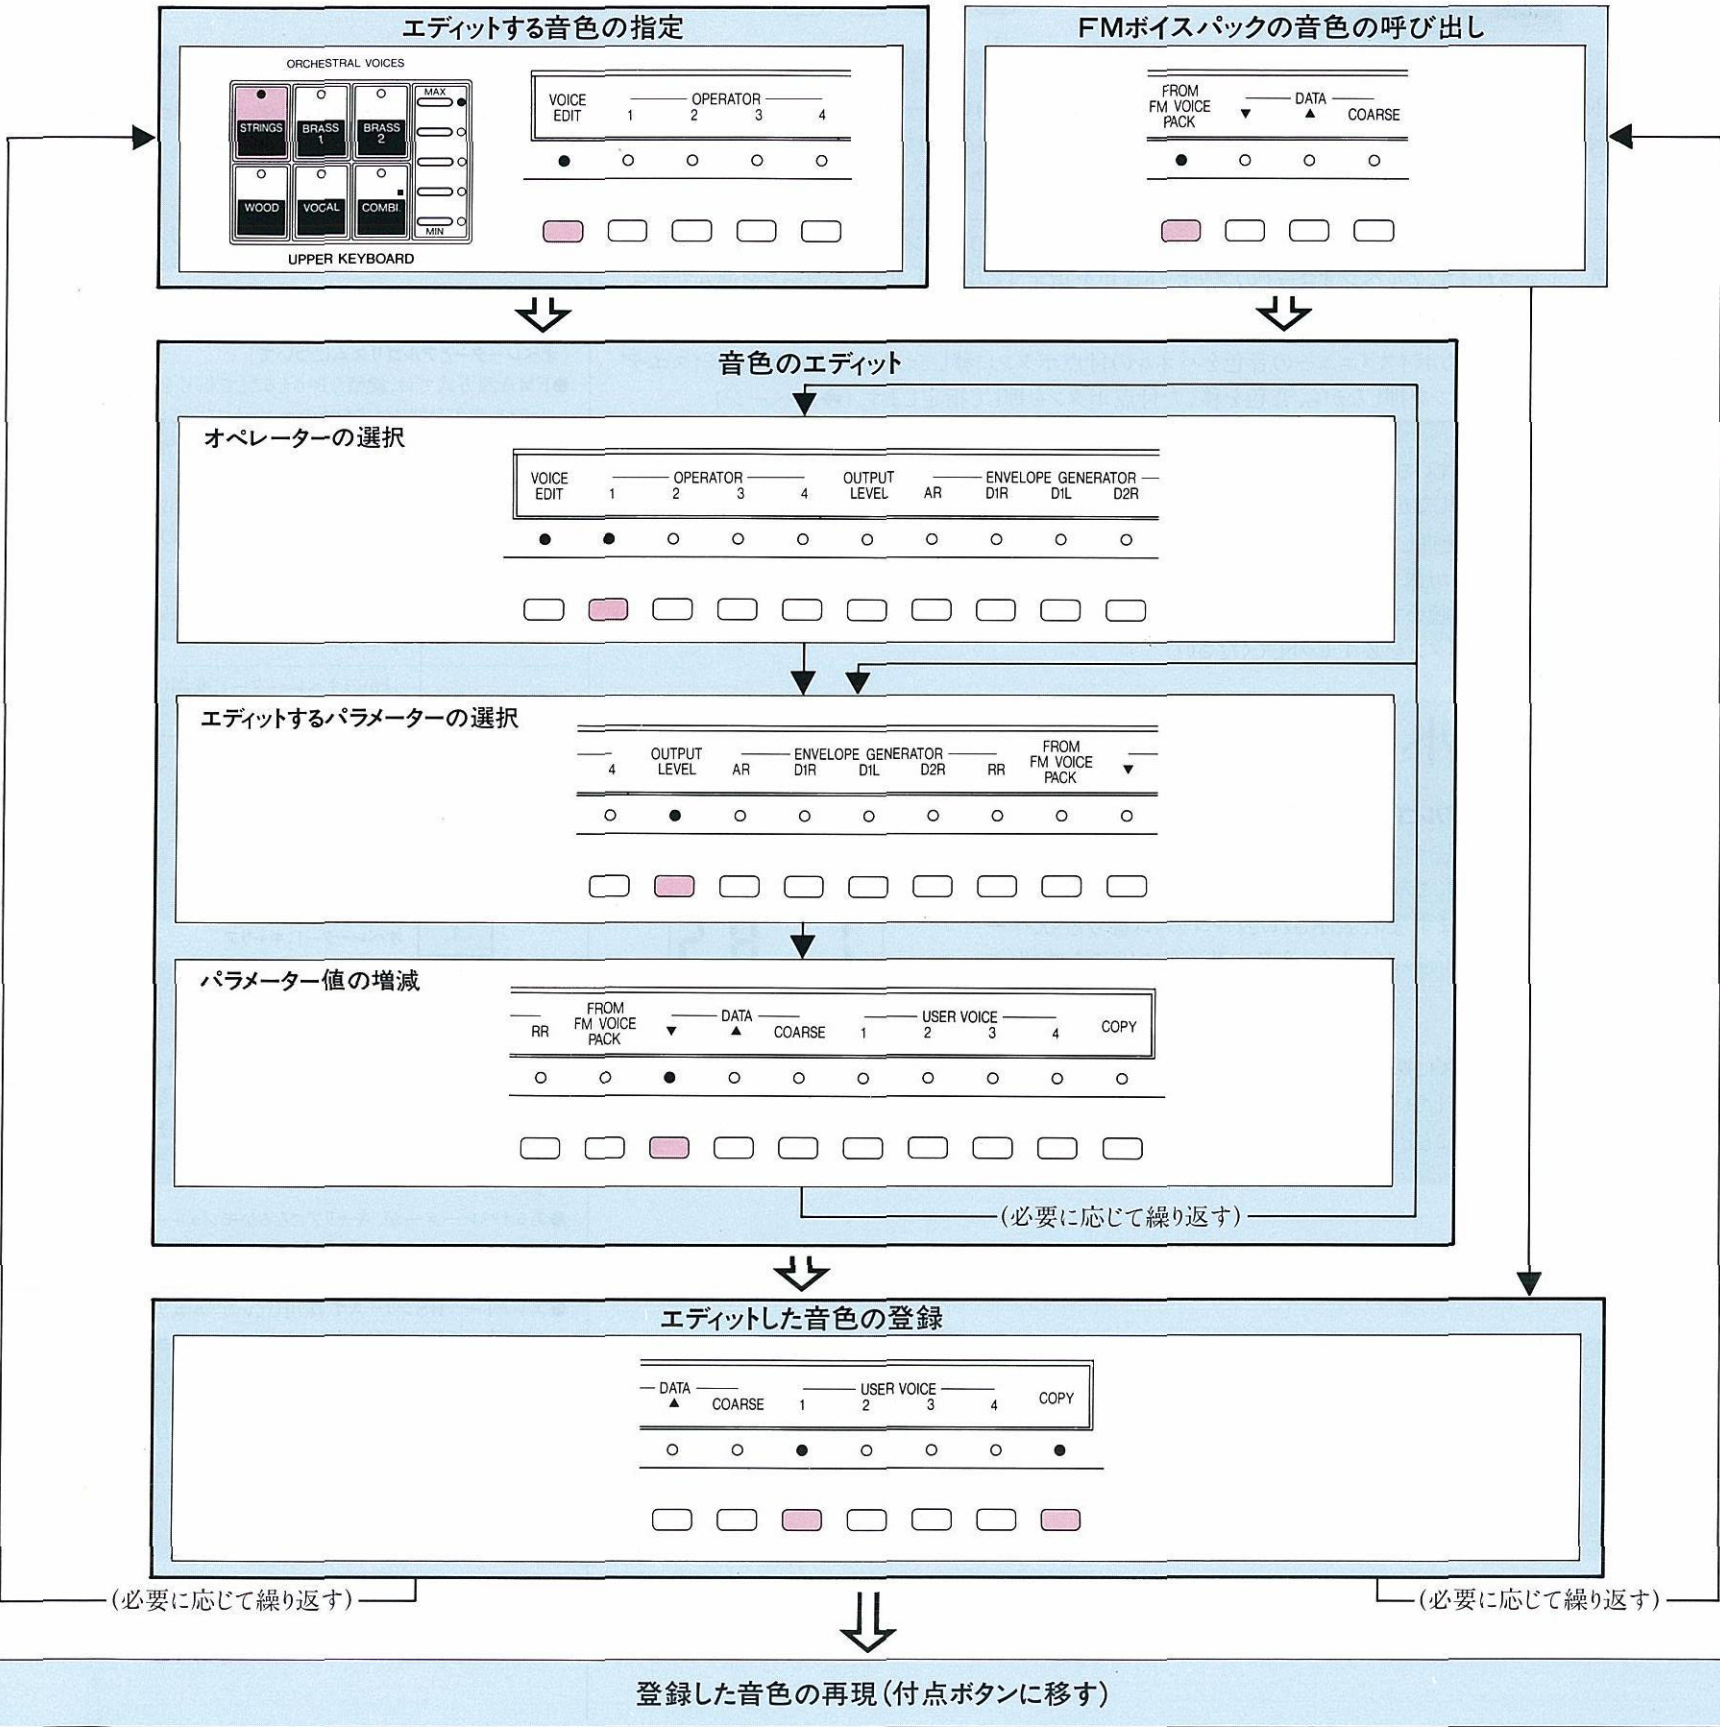 エディットする音色の指定
ORCHESTRAL VOICES
STRINGS
BRASS 1
BRASS 2
MAX
WOOD
VOCAL
COMBI.
MIN
UPPER KEYBOARD
VOICE EDIT
OPERATOR
1 2 3 4
FMボイスパックの音色の呼び出し
FROM FM VOICE PACK
DATA
▼ ▲ COARSE
音色のエディット
オペレーターの選択
VOICE EDIT
OPERATOR
1 2 3 4
OUTPUT LEVEL
ENVELOPE GENERATOR
AR D1R D1L D2R
エディットするパラメーターの選択
4
OUTPUT LEVEL
ENVELOPE GENERATOR
AR D1R D1L D2R RR
FROM FM VOICE PACK
▼
パラメーター値の増減
RR
FROM FM VOICE PACK
DATA
▼ ▲ COARSE
USER VOICE
1 2 3 4
COPY
(必要に応じて繰り返す)
エディットした音色の登録
DATA
▲ COARSE
USER VOICE
1 2 3 4
COPY
(必要に応じて繰り返す)
(必要に応じて繰り返す)
登録した音色の再現(付点ボタンに移す)